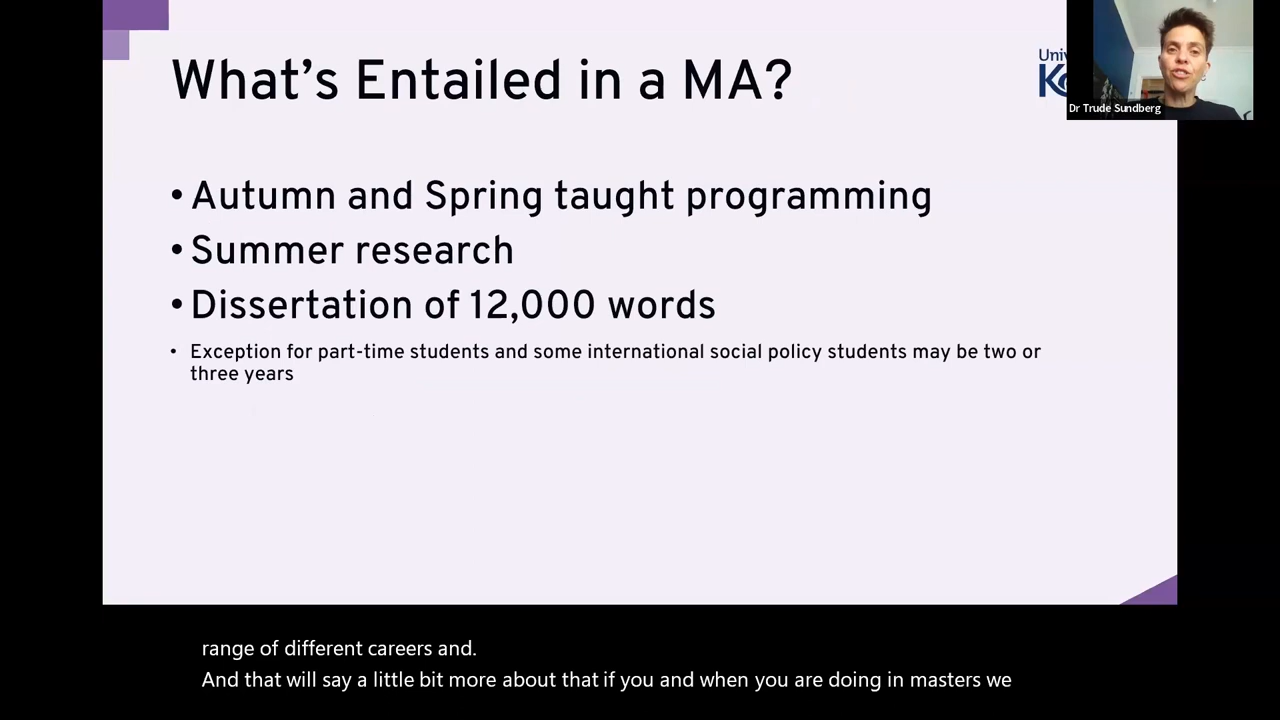 What's Entailed in a MA?
Dr Trude Sundberg
• Autumn and Spring taught programming
• Summer research
• Dissertation of 12,000 words
• Exception for part-time students and some international social policy students may be two or
three years
range of different careers and.
And that will say a little bit more about that if you and when you are doing in masters we